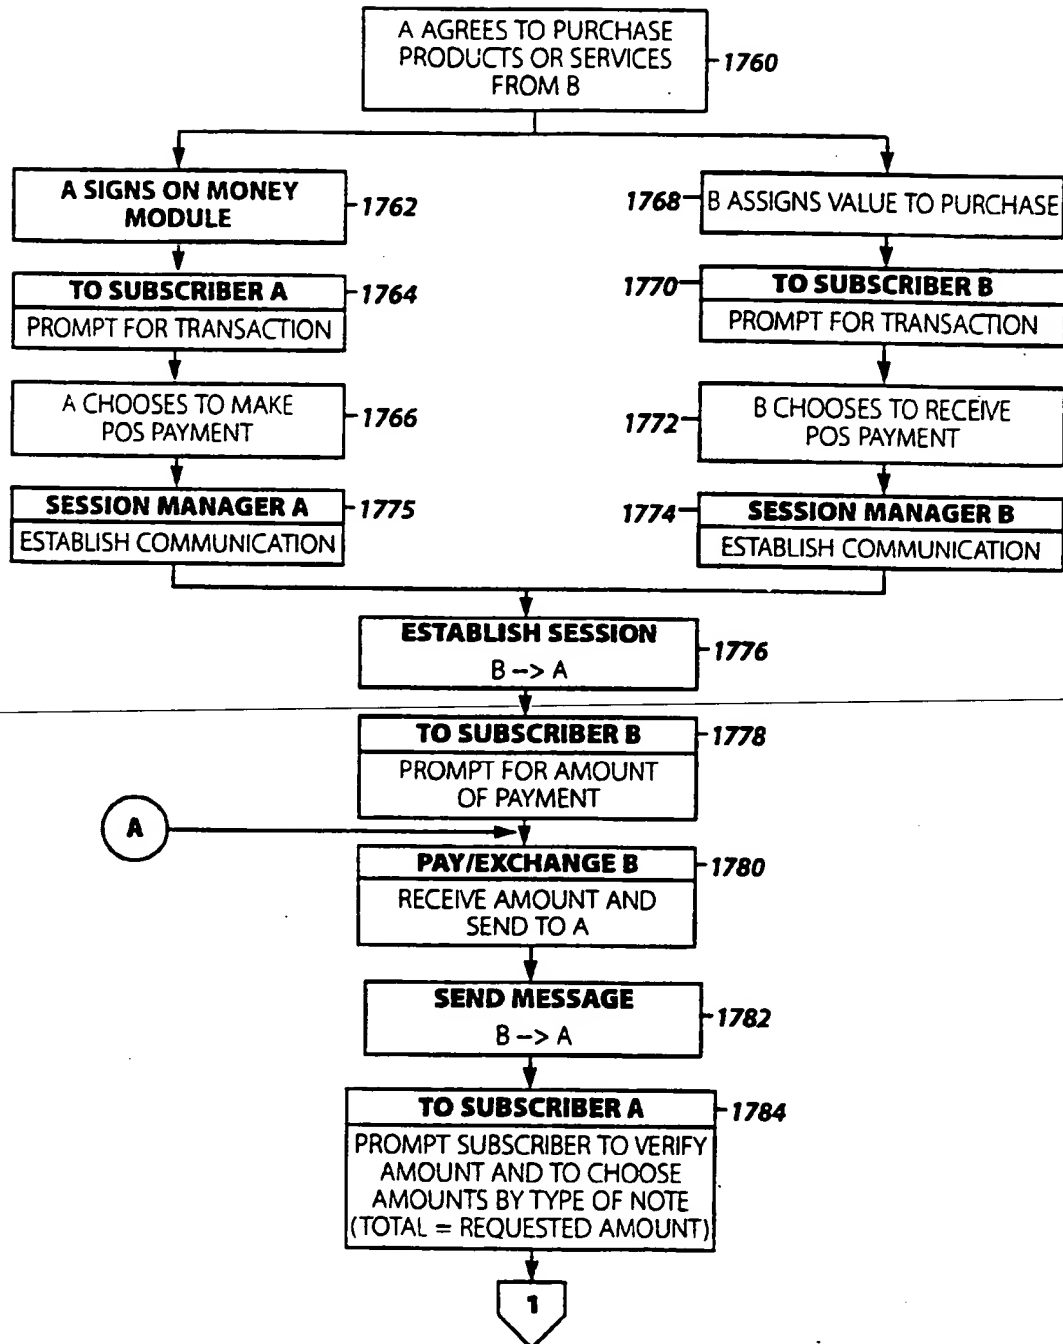 A AGREES TO PURCHASE
PRODUCTS OR SERVICES
FROM B
1760
A SIGNS ON MONEY
MODULE
1762
1768
B ASSIGNS VALUE TO PURCHASE
TO SUBSCRIBER A
1764
PROMPT FOR TRANSACTION
1770
TO SUBSCRIBER B
PROMPT FOR TRANSACTION
A CHOOSES TO MAKE
POS PAYMENT
1766
1772
B CHOOSES TO RECEIVE
POS PAYMENT
SESSION MANAGER A
1775
ESTABLISH COMMUNICATION
1774
SESSION MANAGER B
ESTABLISH COMMUNICATION
ESTABLISH SESSION
B --> A
1776
TO SUBSCRIBER B
1778
PROMPT FOR AMOUNT
OF PAYMENT
A
PAY/EXCHANGE B
1780
RECEIVE AMOUNT AND
SEND TO A
SEND MESSAGE
B --> A
1782
TO SUBSCRIBER A
1784
PROMPT SUBSCRIBER TO VERIFY
AMOUNT AND TO CHOOSE
AMOUNTS BY TYPE OF NOTE
(TOTAL = REQUESTED AMOUNT)
1